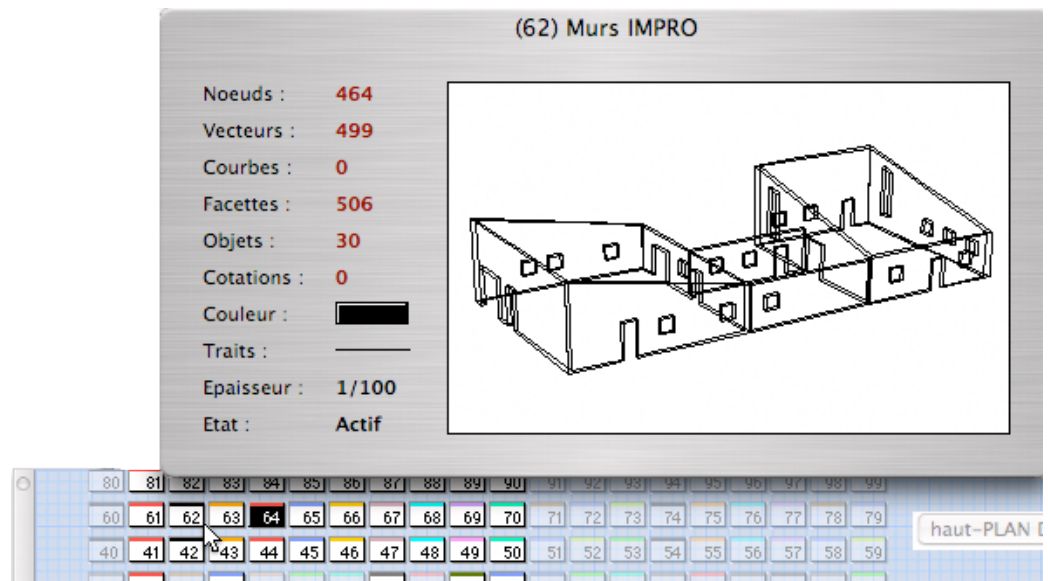 (62) Murs IMPRO
Noeuds : 464
Vecteurs : 499
Courbes : 0
Facettes : 506
Objets : 30
Cotations : 0
Couleur :
Traits :
Epaisseur : 1/100
Etat : Actif
80 81 82 83 84 85 86 87 88 89 90 91 92 93 94 95 96 97 98 99
60 61 62 63 64 65 66 67 68 69 70 71 72 73 74 75 76 77 78 79
haut-PLAN D
40 41 42 43 44 45 46 47 48 49 50 51 52 53 54 55 56 57 58 59